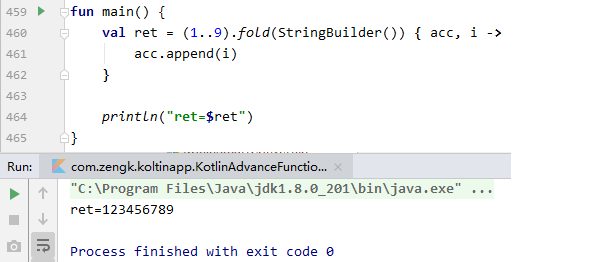 459 fun main() {
460 val ret = (1..9).fold(StringBuilder()) { acc, i ->
461 acc.append(i)
462 }
463
464 println("ret=$ret")
465 }
Run: com.zengk.koltinapp.KotlinAdvanceFunctio... ×
"C:\Program Files\Java\jdk1.8.0_201\bin\java.exe" ...
ret=123456789
Process finished with exit code 0